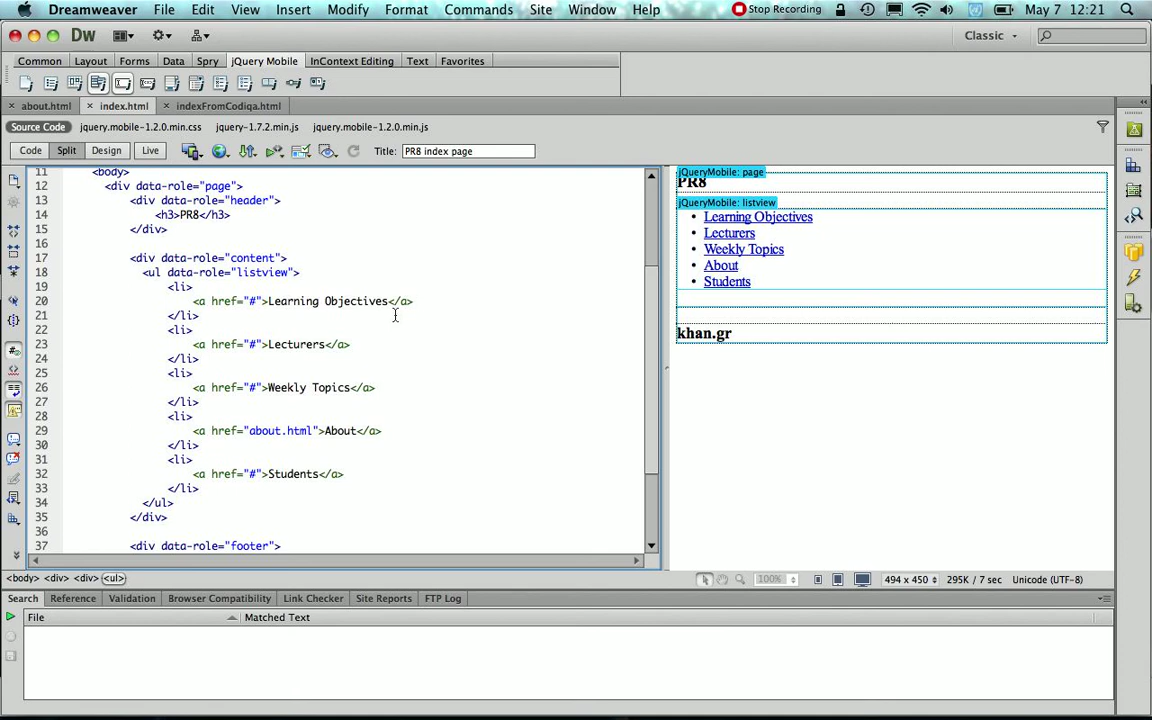 Dreamweaver File Edit View Insert Modify Format Commands Site Window Help Stop Recording May 7 12:21
Dw Classic
Common Layout Forms Data Spry jQuery Mobile InContext Editing Text Favorites
about.html index.html indexFromCodiqa.html
Source Code jquery.mobile-1.2.0.min.css jquery-1.7.2.min.js jquery.mobile-1.2.0.min.js
Code Split Design Live Title: PR8 index page
11 <body>
12 <div data-role="page">
13 <div data-role="header">
14 <h3>PR8</h3>
15 </div>
16
17 <div data-role="content">
18 <ul data-role="listview">
19 <li>
20 <a href="#">Learning Objectives</a>
21 </li>
22 <li>
23 <a href="#">Lecturers</a>
24 </li>
25 <li>
26 <a href="#">Weekly Topics</a>
27 </li>
28 <li>
29 <a href="about.html">About</a>
30 </li>
31 <li>
32 <a href="#">Students</a>
33 </li>
34 </ul>
35 </div>
36
37 <div data-role="footer">
jQueryMobile: page
PR8
jQueryMobile: listview
• Learning Objectives
• Lecturers
• Weekly Topics
• About
• Students
khan.gr
<body> <div> <div> <ul> 100% 494 x 450 295K / 7 sec Unicode (UTF-8)
Search Reference Validation Browser Compatibility Link Checker Site Reports FTP Log
File Matched Text